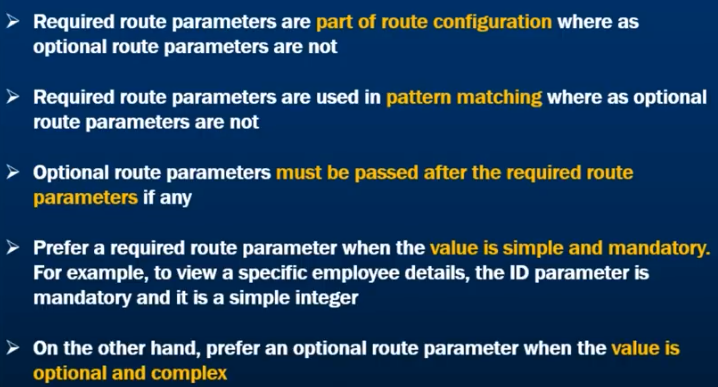 ➢ Required route parameters are part of route configuration where as
optional route parameters are not
➢ Required route parameters are used in pattern matching where as optional
route parameters are not
➢ Optional route parameters must be passed after the required route
parameters if any
➢ Prefer a required route parameter when the value is simple and mandatory.
For example, to view a specific employee details, the ID parameter is
mandatory and it is a simple integer
➢ On the other hand, prefer an optional route parameter when the value is
optional and complex